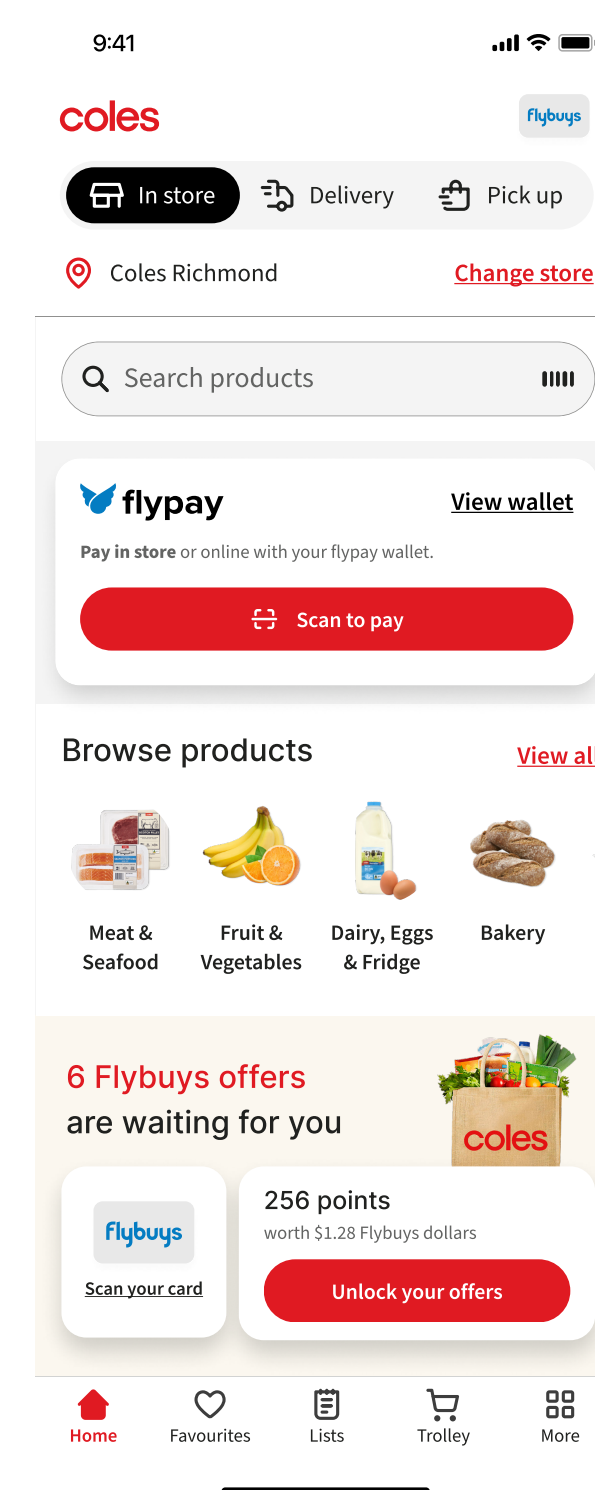 9:41
coles
flybuys
In store
Delivery
Pick up
Coles Richmond
Change store
Search products
flypay
View wallet
Pay in store or online with your flypay wallet.
Scan to pay
Browse products
View all
Meat &
Seafood
Fruit &
Vegetables
Dairy, Eggs
& Fridge
Bakery
6 Flybuys offers
are waiting for you
coles
flybuys
Scan your card
256 points
worth $1.28 Flybuys dollars
Unlock your offers
Home
Favourites
Lists
Trolley
More